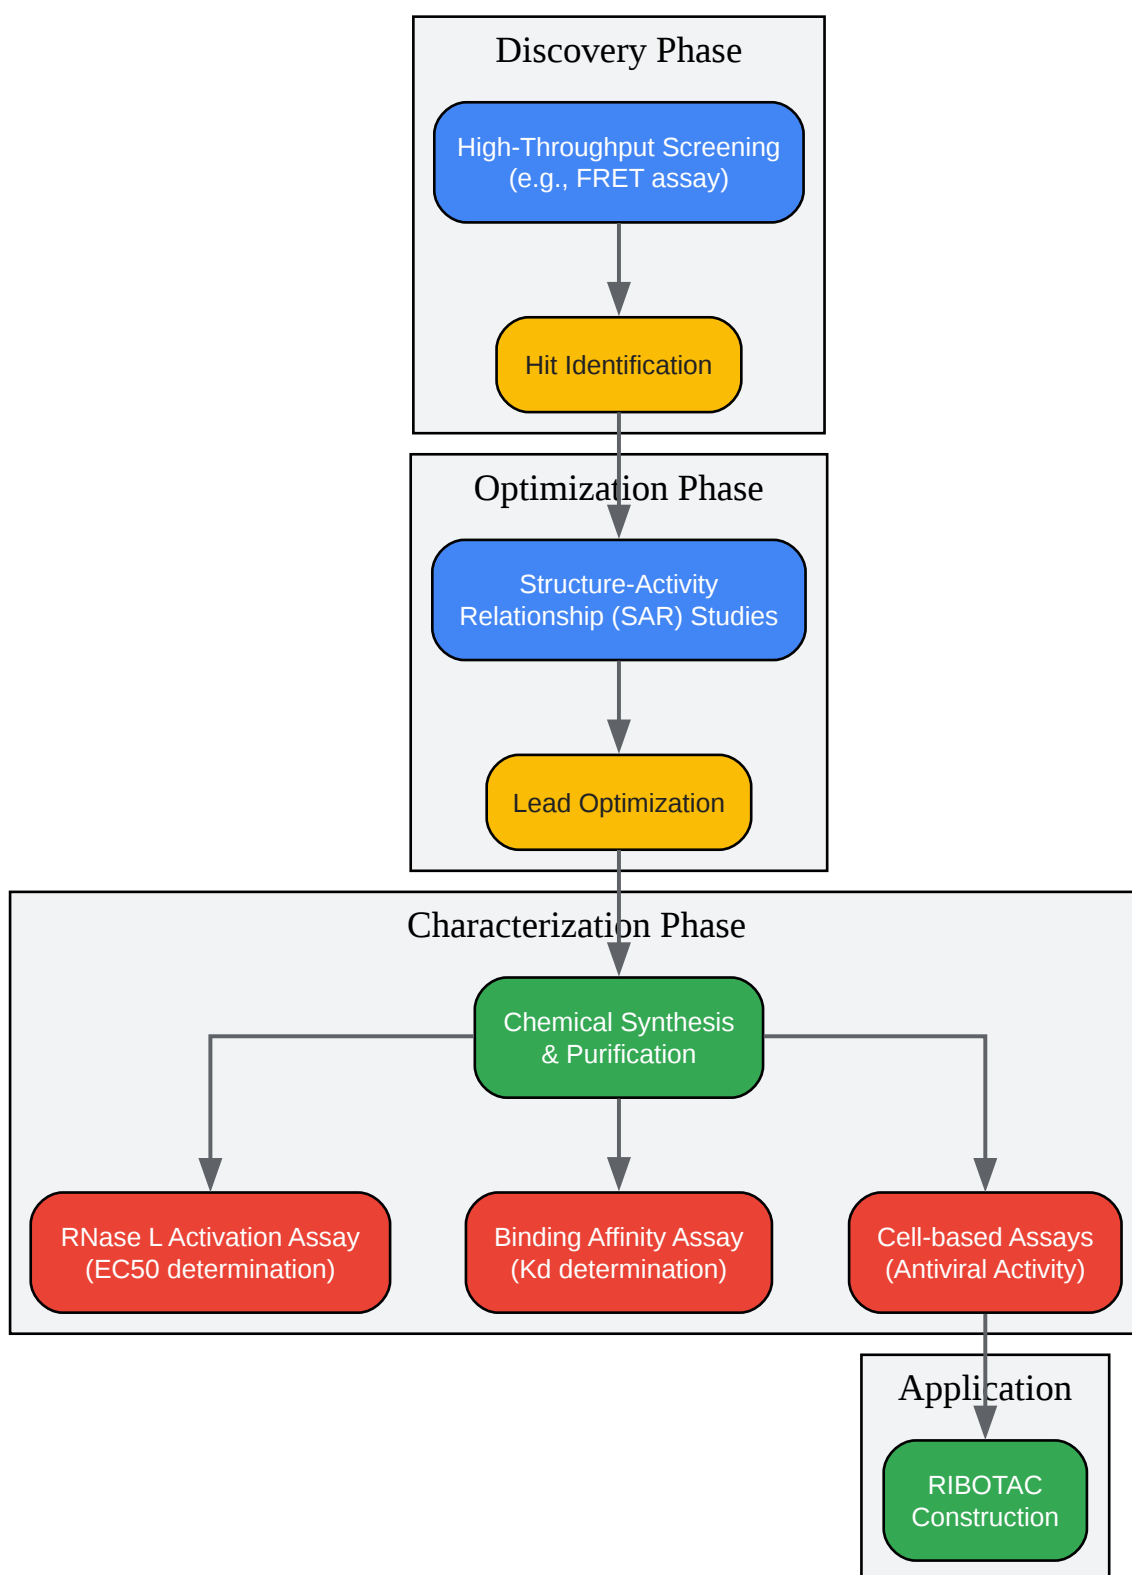 Discovery Phase
High-Throughput Screening
(e.g., FRET assay)
Hit Identification
Optimization Phase
Structure-Activity
Relationship (SAR) Studies
Lead Optimization
Characterization Phase
Chemical Synthesis
& Purification
RNase L Activation Assay
(EC50 determination)
Binding Affinity Assay
(Kd determination)
Cell-based Assays
(Antiviral Activity)
Application
RIBOTAC
Construction